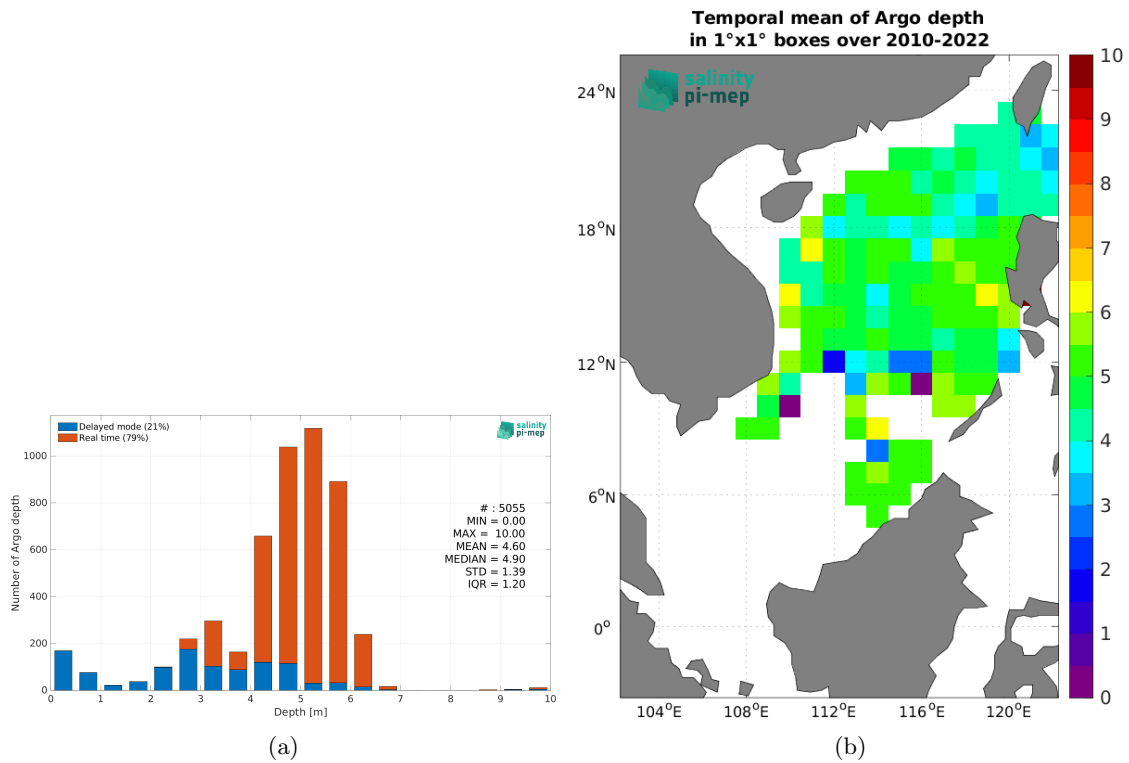 Delayed mode (21%)
Real time (79%)
salinity
pi-mep
# : 5055
MIN = 0.00
MAX = 10.00
MEAN = 4.60
MEDIAN = 4.90
STD = 1.39
IQR = 1.20
Number of Argo depth
1000
800
600
400
200
0
0 1 2 3 4 5 6 7 8 9 10
Depth [m]
(a)
Temporal mean of Argo depth
in 1°x1° boxes over 2010-2022
salinity
pi-mep
24°N
18°N
12°N
6°N
0°
104°E 108°E 112°E 116°E 120°E
10
9
8
7
6
5
4
3
2
1
0
(b)